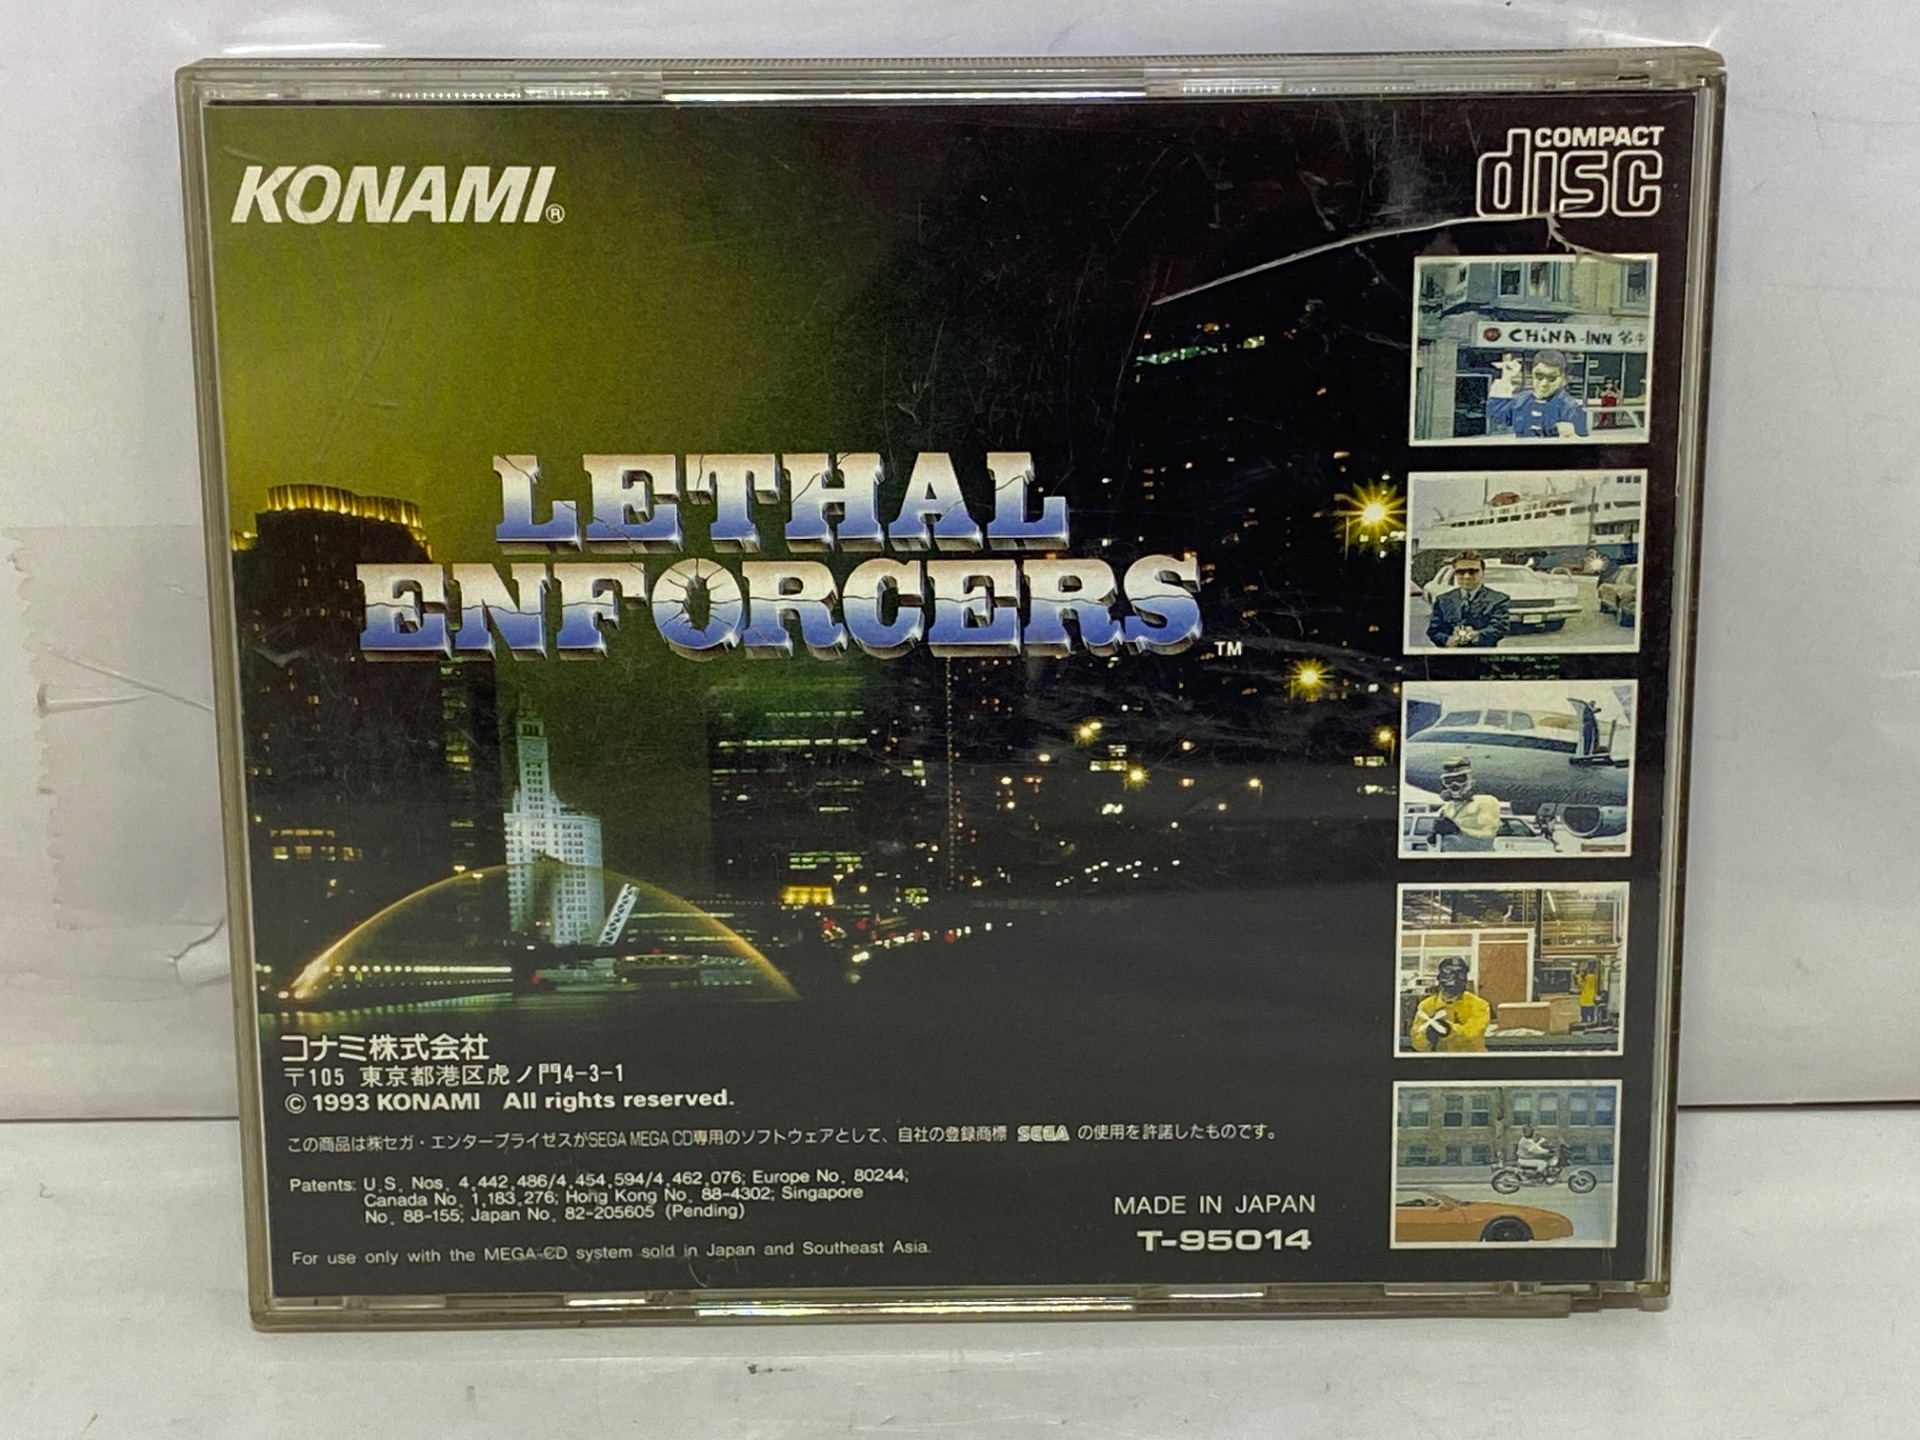 KONAMI®
COMPACT
disc
CHINA-INN
LETHAL
ENFORCERS™
コナミ株式会社
〒105 東京都港区虎ノ門4-3-1
© 1993 KONAMI All rights reserved.
この商品は株セガ・エンタープライゼスがSEGA MEGA CD専用のソフトウェアとして、自社の登録商標 SEGA の使用を許諾したものです。
Patents: U.S. Nos. 4,442,486/4,454,594/4,462,076; Europe No. 80244;
Canada No. 1,183,276; Hong Kong No. 88-4302; Singapore
No. 88-155; Japan No. 82-205605 (Pending)
For use only with the MEGA-CD system sold in Japan and Southeast Asia.
MADE IN JAPAN
T-95014